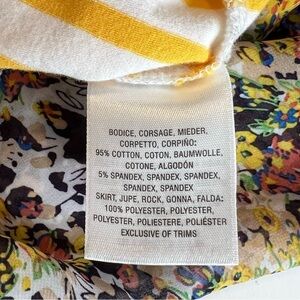 BODICE, CORSAGE, MIEDER,
CORPETTO, CORPIÑO:
95% COTTON, COTON, BAUMWOLLE,
COTONE, ALGODÓN
5% SPANDEX, SPANDEX, SPANDEX,
SPANDEX, SPANDEX
SKIRT, JUPE, ROCK, GONNA, FALDA:
100% POLYESTER, POLYESTER,
POLYESTER, POLIESTERE, POLIÉSTER
EXCLUSIVE OF TRIMS